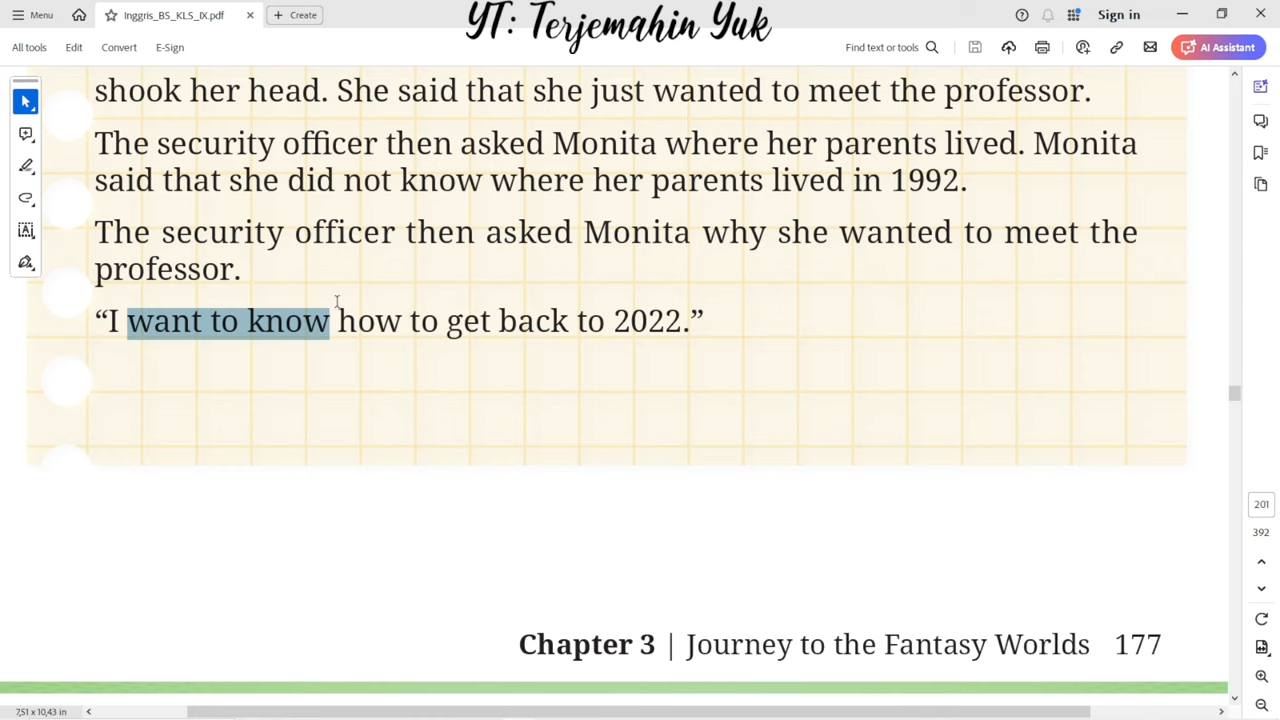 Menu
Inggris_BS_KLS_IX.pdf
Create
YT: Terjemahin Yuk
Sign in
All tools
Edit
Convert
E-Sign
Find text or tools
AI Assistant
shook her head. She said that she just wanted to meet the professor.
The security officer then asked Monita where her parents lived. Monita
said that she did not know where her parents lived in 1992.
The security officer then asked Monita why she wanted to meet the
professor.
“I want to know how to get back to 2022.”
201
392
Chapter 3 | Journey to the Fantasy Worlds 177
7,51 x 10,43 in